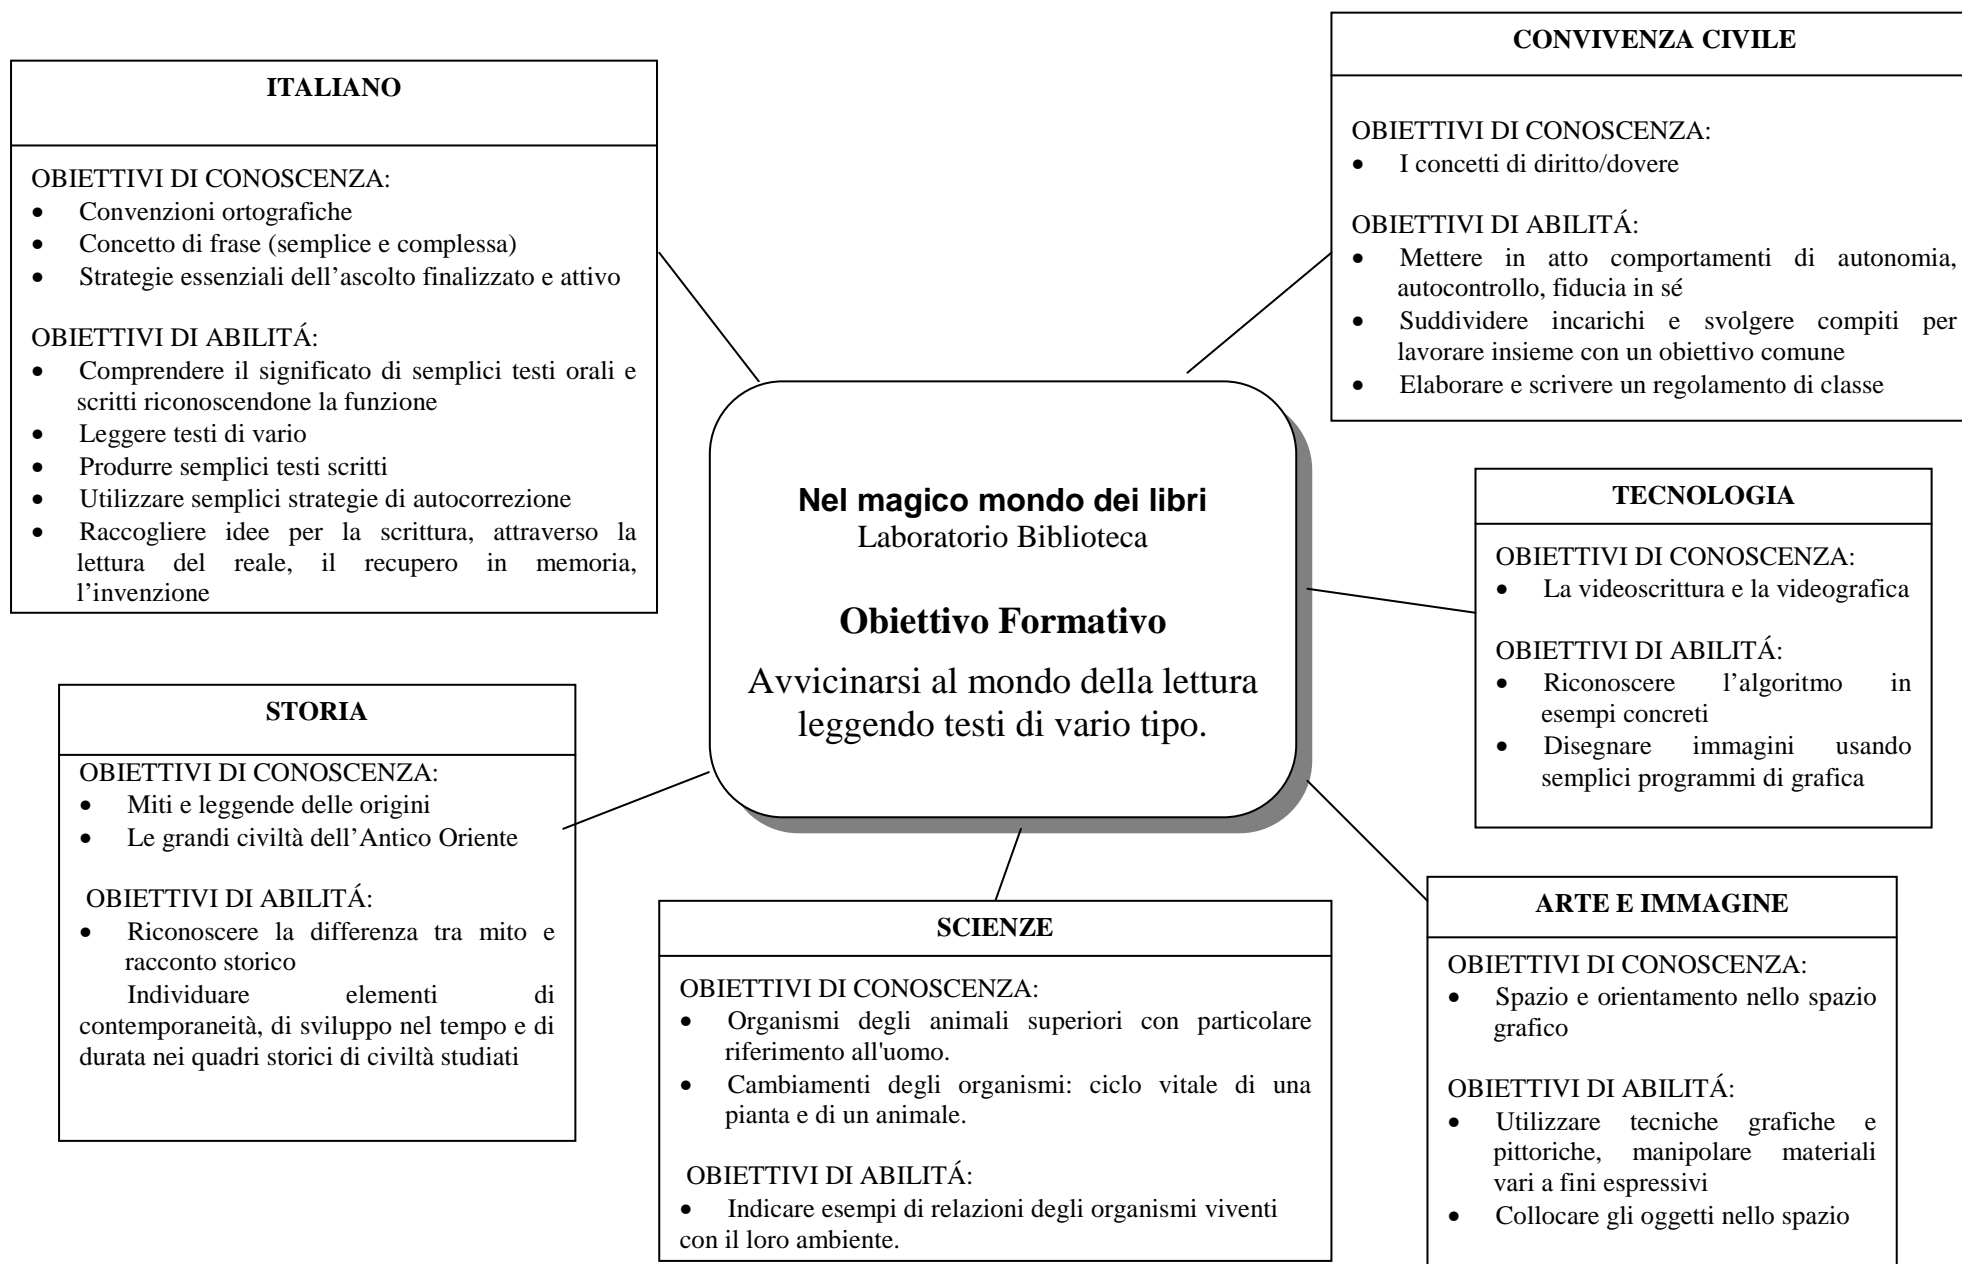 ITALIANO
OBIETTIVI DI CONOSCENZA:
• Convenzioni ortografiche
• Concetto di frase (semplice e complessa)
• Strategie essenziali dell’ascolto finalizzato e attivo
OBIETTIVI DI ABILITÁ:
• Comprendere il significato di semplici testi orali e
scritti riconoscendone la funzione
• Leggere testi di vario
• Produrre semplici testi scritti
• Utilizzare semplici strategie di autocorrezione
• Raccogliere idee per la scrittura, attraverso la
lettura del reale, il recupero in memoria,
l’invenzione
CONVIVENZA CIVILE
OBIETTIVI DI CONOSCENZA:
• I concetti di diritto/dovere
OBIETTIVI DI ABILITÁ:
• Mettere in atto comportamenti di autonomia,
autocontrollo, fiducia in sé
• Suddividere incarichi e svolgere compiti per
lavorare insieme con un obiettivo comune
• Elaborare e scrivere un regolamento di classe
Nel magico mondo dei libri
Laboratorio Biblioteca
Obiettivo Formativo
Avvicinarsi al mondo della lettura
leggendo testi di vario tipo.
TECNOLOGIA
OBIETTIVI DI CONOSCENZA:
• La videoscrittura e la videografica
OBIETTIVI DI ABILITÁ:
• Riconoscere l’algoritmo in
esempi concreti
• Disegnare immagini usando
semplici programmi di grafica
STORIA
OBIETTIVI DI CONOSCENZA:
• Miti e leggende delle origini
• Le grandi civiltà dell’Antico Oriente
OBIETTIVI DI ABILITÁ:
• Riconoscere la differenza tra mito e
racconto storico
Individuare elementi di
contemporaneità, di sviluppo nel tempo e di
durata nei quadri storici di civiltà studiati
SCIENZE
OBIETTIVI DI CONOSCENZA:
• Organismi degli animali superiori con particolare
riferimento all'uomo.
• Cambiamenti degli organismi: ciclo vitale di una
pianta e di un animale.
OBIETTIVI DI ABILITÁ:
• Indicare esempi di relazioni degli organismi viventi
con il loro ambiente.
ARTE E IMMAGINE
OBIETTIVI DI CONOSCENZA:
• Spazio e orientamento nello spazio
grafico
OBIETTIVI DI ABILITÁ:
• Utilizzare tecniche grafiche e
pittoriche, manipolare materiali
vari a fini espressivi
• Collocare gli oggetti nello spazio